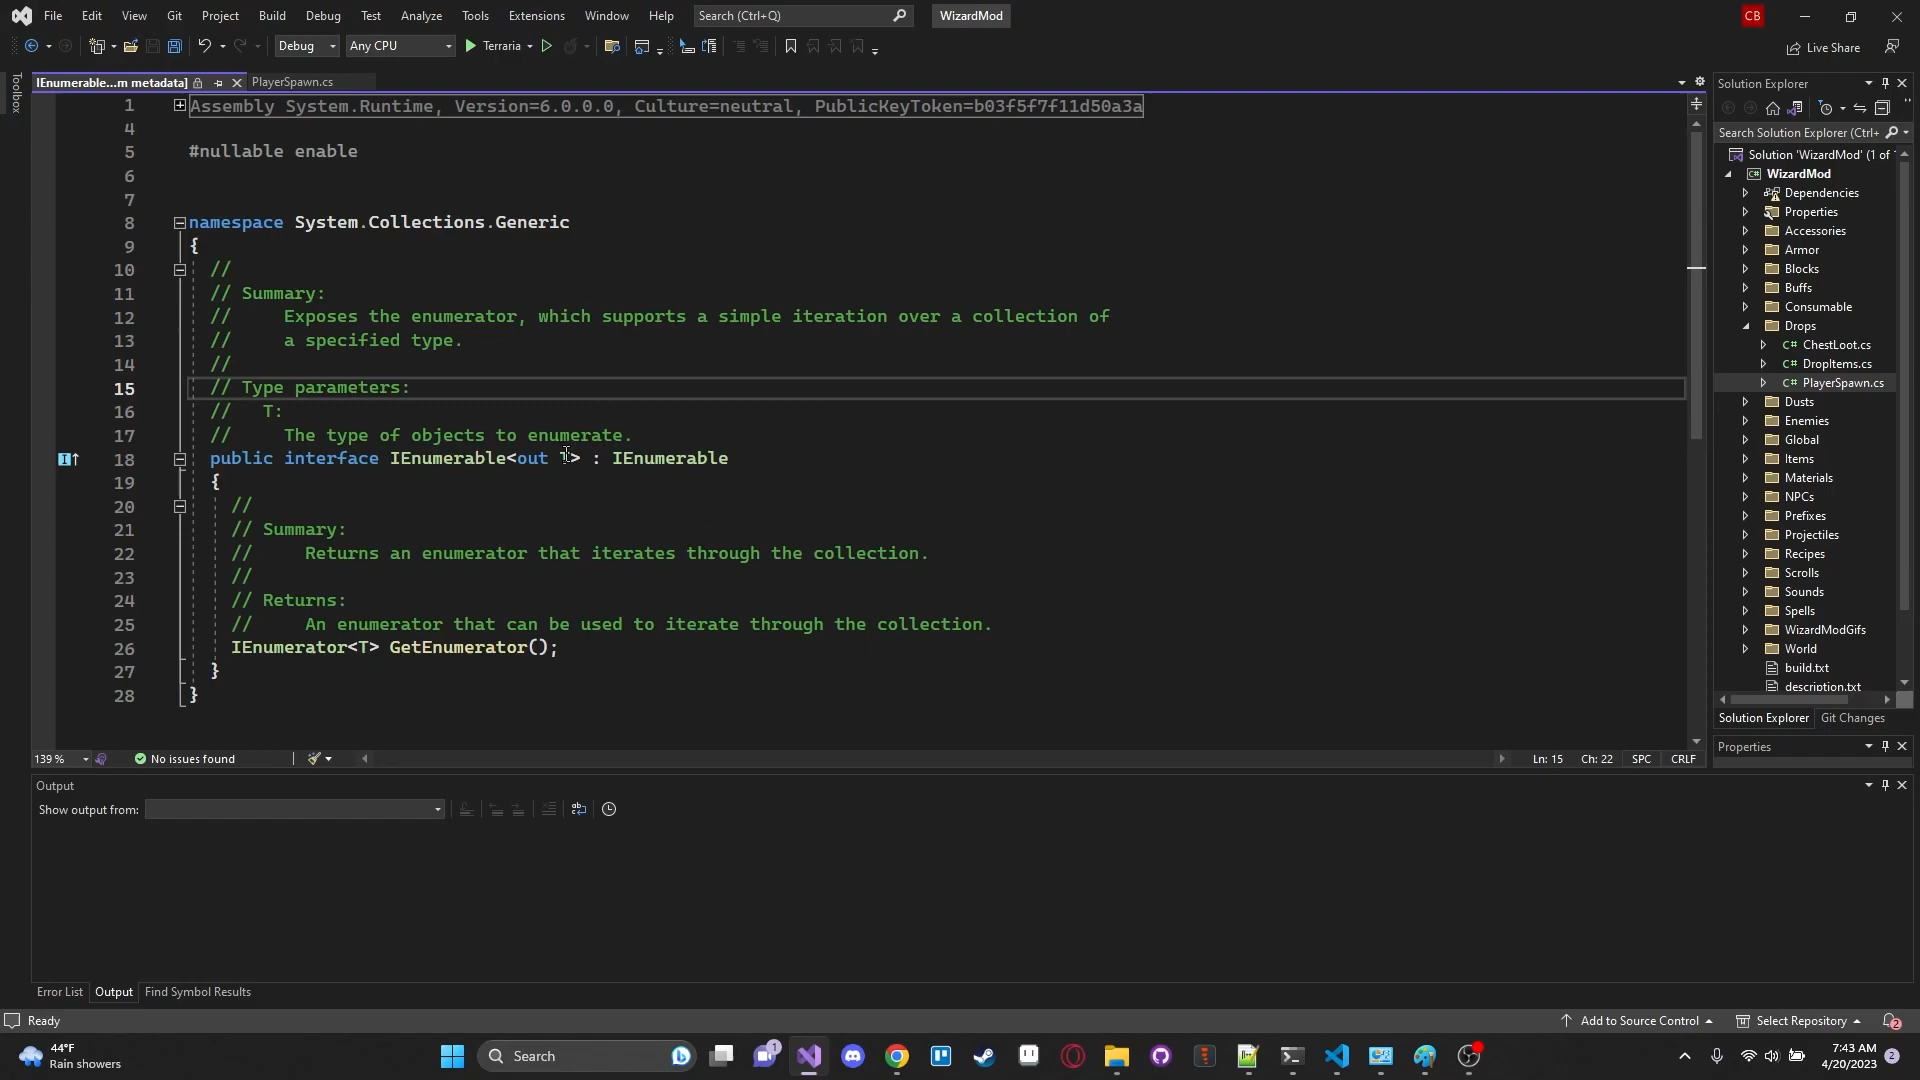 File Edit View Git Project Build Debug Test Analyze Tools Extensions Window Help Search (Ctrl+Q) WizardMod CB
Debug Any CPU Terraria Live Share
Toolbox
IEnumerable...m metadata] PlayerSpawn.cs
1 Assembly System.Runtime, Version=6.0.0.0, Culture=neutral, PublicKeyToken=b03f5f7f11d50a3a
4
5 #nullable enable
6
7
8 namespace System.Collections.Generic
9 {
10 //
11 // Summary:
12 // Exposes the enumerator, which supports a simple iteration over a collection of
13 // a specified type.
14 //
15 // Type parameters:
16 // T:
17 // The type of objects to enumerate.
18 public interface IEnumerable<out T> : IEnumerable
19 {
20 //
21 // Summary:
22 // Returns an enumerator that iterates through the collection.
23 //
24 // Returns:
25 // An enumerator that can be used to iterate through the collection.
26 IEnumerator<T> GetEnumerator();
27 }
28 }
139 % No issues found Ln: 15 Ch: 22 SPC CRLF
Solution Explorer
Search Solution Explorer (Ctrl+
Solution 'WizardMod' (1 of
WizardMod
Dependencies
Properties
Accessories
Armor
Blocks
Buffs
Consumable
Drops
C# ChestLoot.cs
C# DropItems.cs
C# PlayerSpawn.cs
Dusts
Enemies
Global
Items
Materials
NPCs
Prefixes
Projectiles
Recipes
Scrolls
Sounds
Spells
WizardModGifs
World
build.txt
description.txt
Solution Explorer Git Changes
Properties
Output
Show output from:
Error List Output Find Symbol Results
Ready Add to Source Control Select Repository 2
44°F
Rain showers
Search
1
7:43 AM
4/20/2023
2